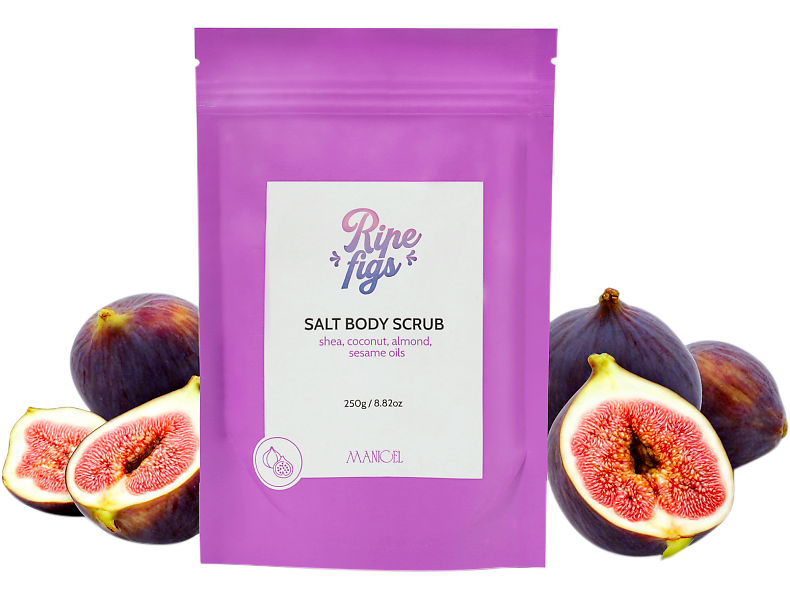 Ripe
figs
SALT BODY SCRUB
shea, coconut, almond,
sesame oils
250g / 8.82oz
MANICEL